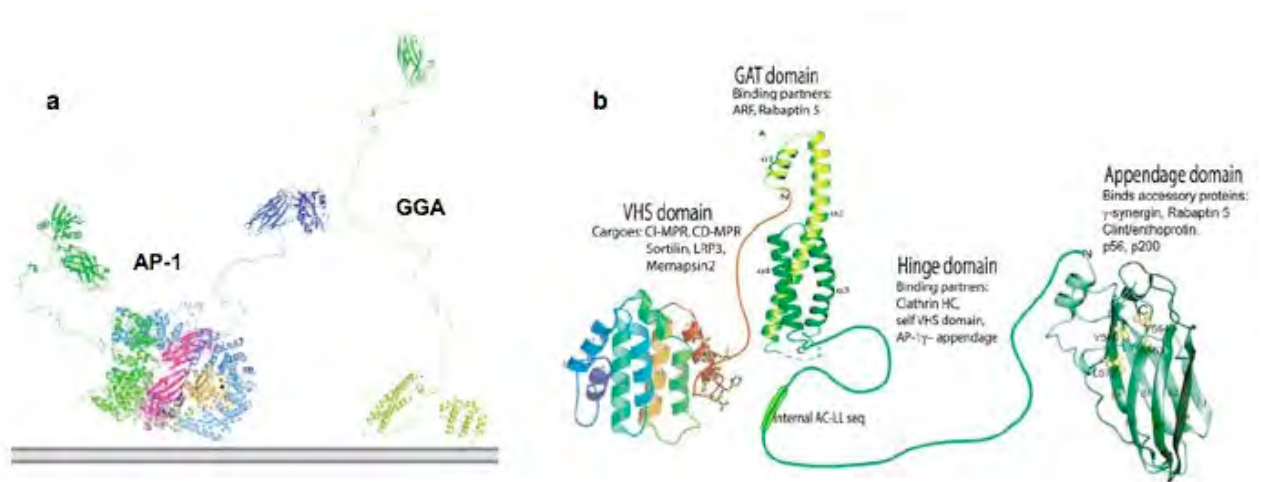 a
AP-1
GGA
b
GAT domain
Binding partners:
ARF, Rabaptin 5
VHS domain
Cargoes: CI-MPR, CD-MPR
Sortilin, LRP3,
Memapsin2
N
α2
α3
Hinge domain
Binding partners:
Clathrin HC,
self VHS domain,
AP-1γ- appendage
Internal AC-LL seq
Appendage domain
Binds accessory proteins:
γ-synergin, Rabaptin 5
Clint/enthoprotin,
p56, p200
N